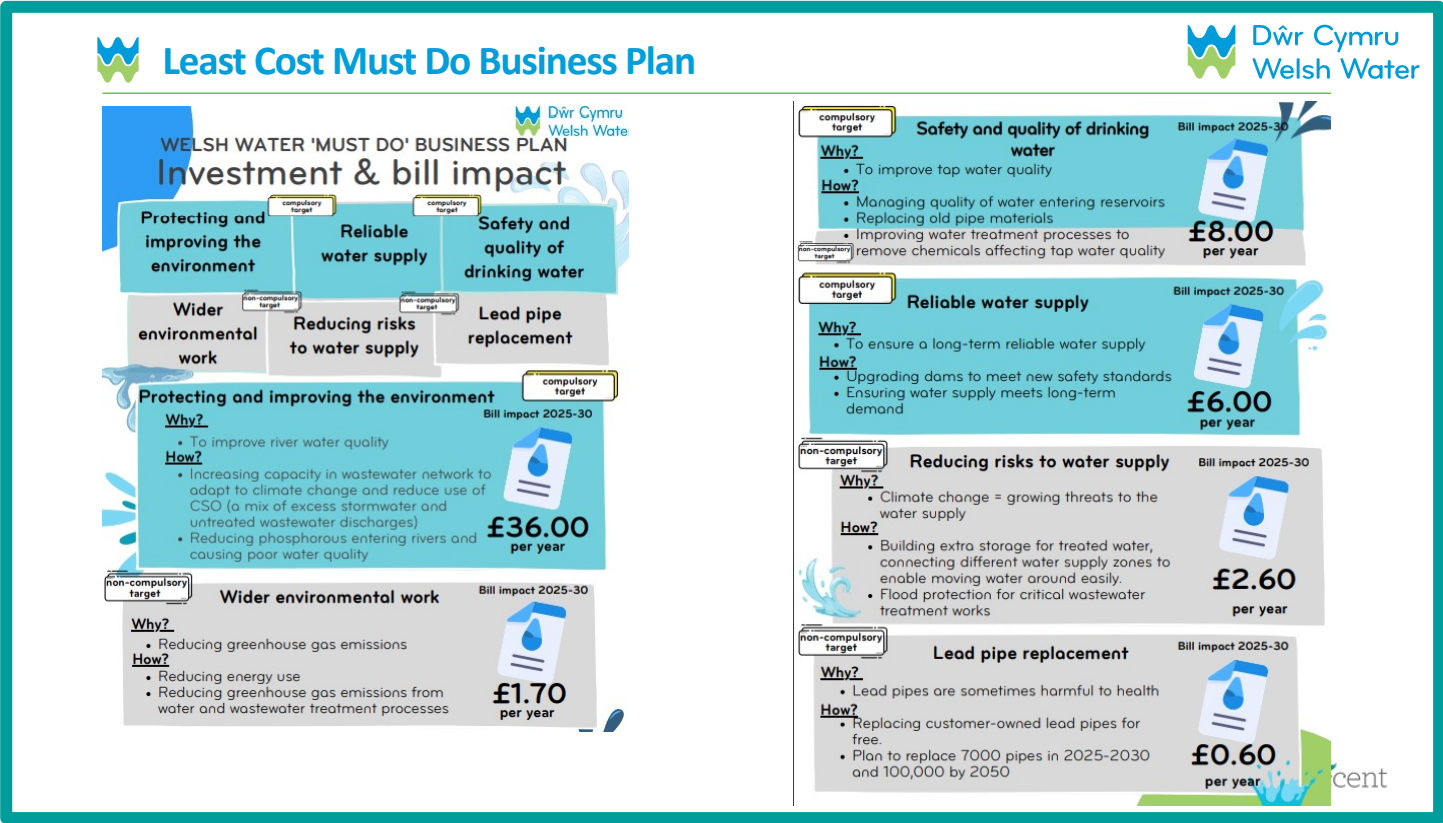 Least Cost Must Do Business Plan
Dŵr Cymru
Welsh Water
Dŵr Cymru
Welsh Wate
WELSH WATER 'MUST DO' BUSINESS PLAN
Investment & bill impact
compulsory
target
compulsory
target
Protecting and
improving the
environment
Reliable
water supply
Safety and
quality of
drinking water
non-compulsory
target
non-compulsory
target
Wider
environmental
work
Reducing risks
to water supply
Lead pipe
replacement
compulsory
target
Protecting and improving the environment
Bill impact 2025-30
Why?
• To improve river water quality
How?
• Increasing capacity in wastewater network to
adapt to climate change and reduce use of
CSO (a mix of excess stormwater and
untreated wastewater discharges)
• Reducing phosphorous entering rivers and
causing poor water quality
£36.00
per year
non-compulsory
target
Wider environmental work
Bill impact 2025-30
Why?
• Reducing greenhouse gas emissions
How?
• Reducing energy use
• Reducing greenhouse gas emissions from
water and wastewater treatment processes
£1.70
per year
compulsory
target
Safety and quality of drinking
water
Bill impact 2025-30
Why?
• To improve tap water quality
How?
• Managing quality of water entering reservoirs
• Replacing old pipe materials
• Improving water treatment processes to
remove chemicals affecting tap water quality
non-compulsory
target
£8.00
per year
compulsory
target
Reliable water supply
Bill impact 2025-30
Why?
• To ensure a long-term reliable water supply
How?
• Upgrading dams to meet new safety standards
• Ensuring water supply meets long-term
demand
£6.00
per year
non-compulsory
target
Reducing risks to water supply
Bill impact 2025-30
Why?
• Climate change = growing threats to the
water supply
How?
• Building extra storage for treated water,
connecting different water supply zones to
enable moving water around easily.
• Flood protection for critical wastewater
treatment works
£2.60
per year
non-compulsory
target
Lead pipe replacement
Bill impact 2025-30
Why?
• Lead pipes are sometimes harmful to health
How?
• Replacing customer-owned lead pipes for
free.
• Plan to replace 7000 pipes in 2025-2030
and 100,000 by 2050
£0.60
per year
cent